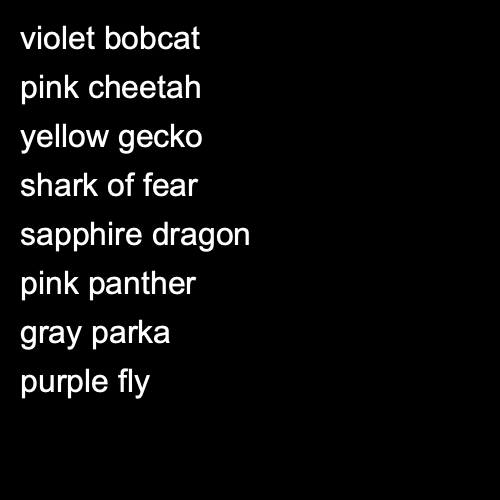 violet bobcat
pink cheetah
yellow gecko
shark of fear
sapphire dragon
pink panther
gray parka
purple fly